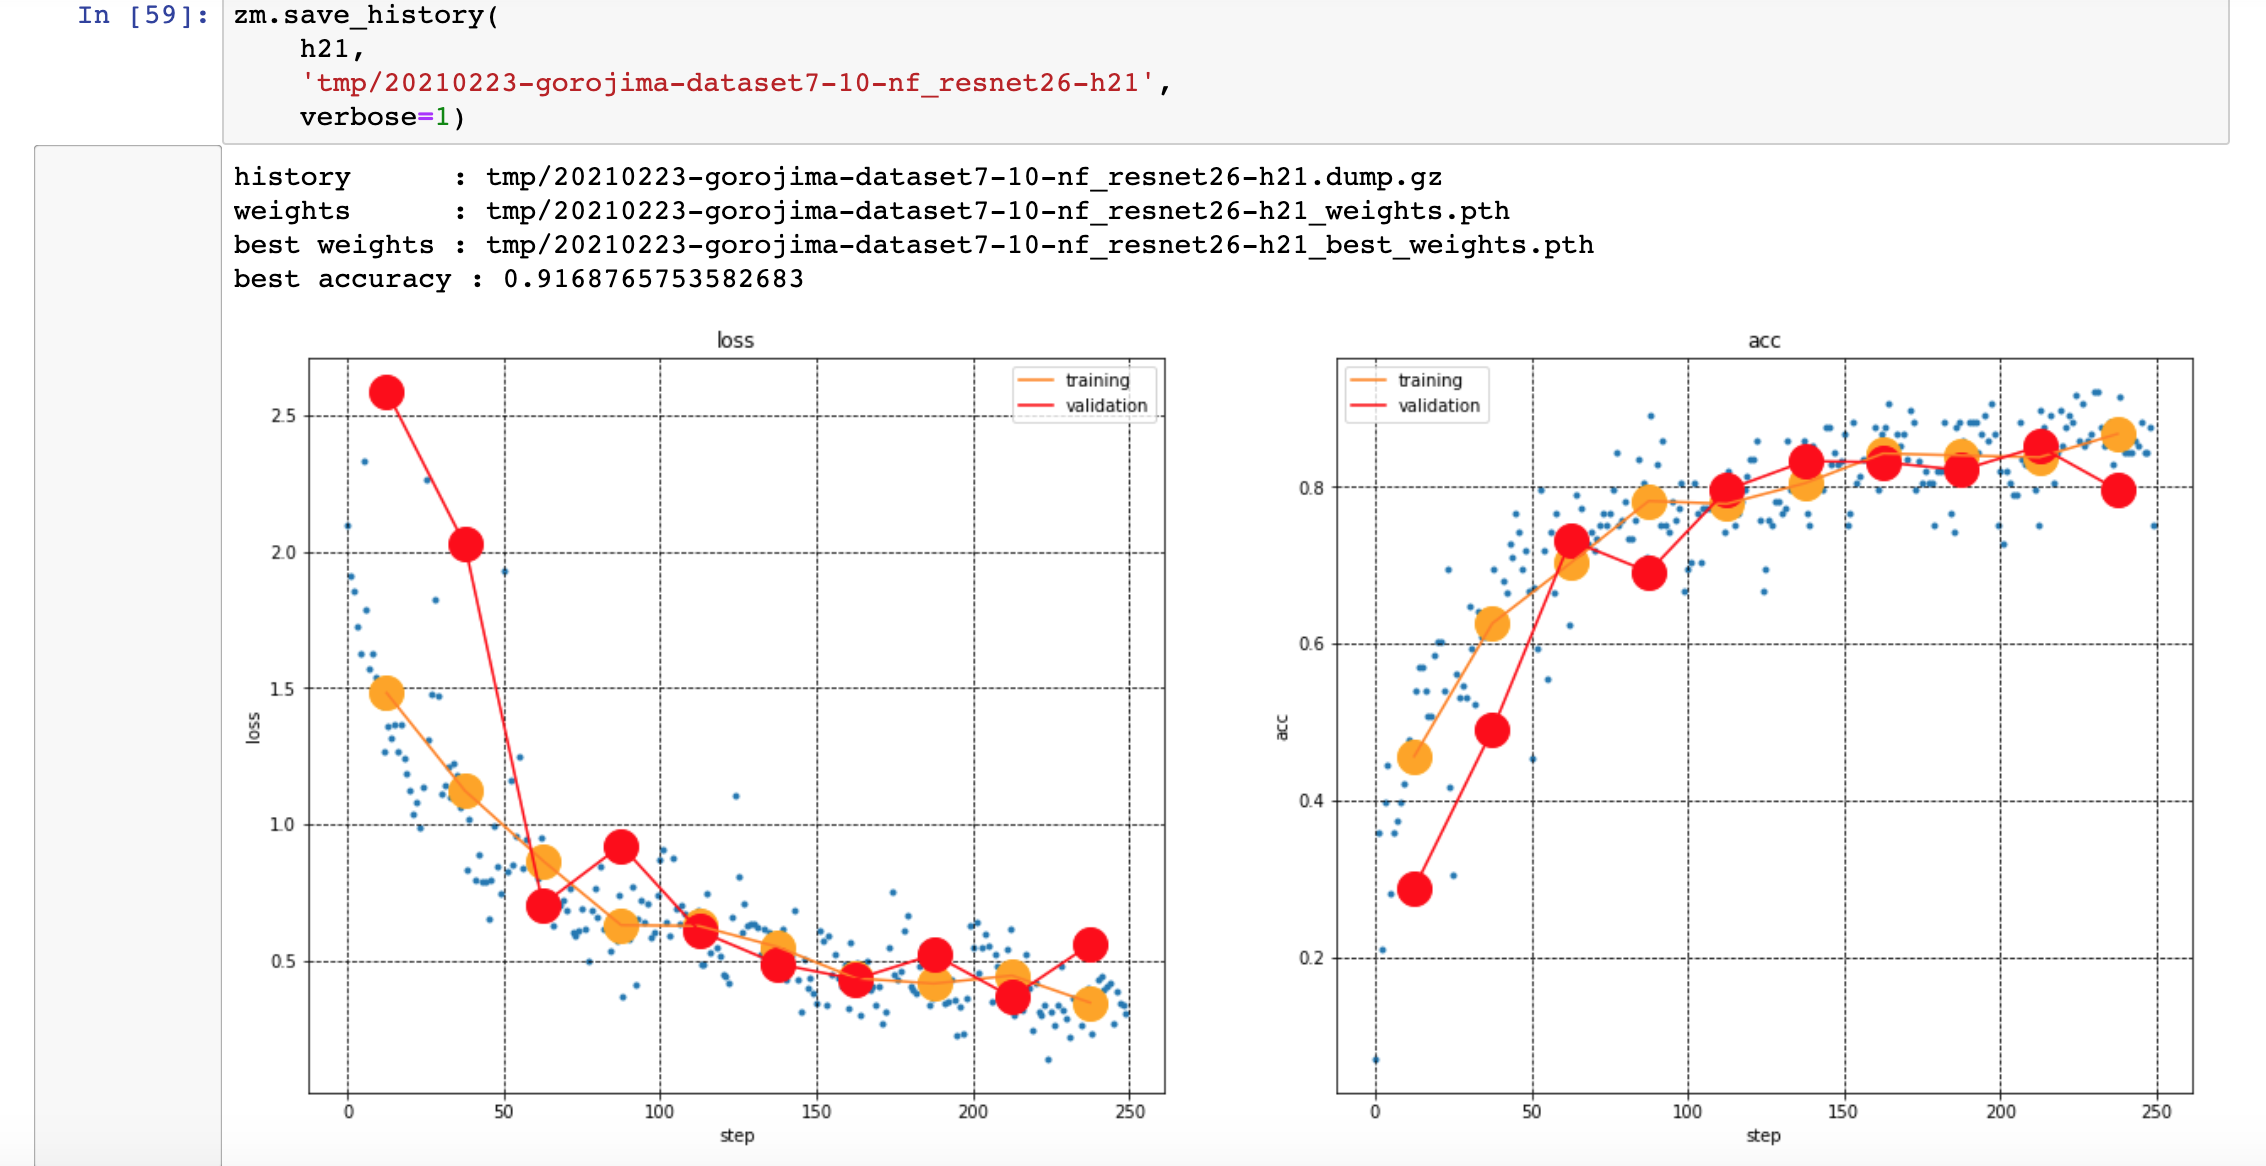 In [59]: zm.save_history(
h21,
'tmp/20210223-gorojima-dataset7-10-nf_resnet26-h21',
verbose=1)
history : tmp/20210223-gorojima-dataset7-10-nf_resnet26-h21.dump.gz
weights : tmp/20210223-gorojima-dataset7-10-nf_resnet26-h21_weights.pth
best weights : tmp/20210223-gorojima-dataset7-10-nf_resnet26-h21_best_weights.pth
best accuracy : 0.9168765753582683
loss
training
validation
2.5
2.0
1.5
1.0
0.5
loss
0 50 100 150 200 250
step
acc
training
validation
0.8
0.6
0.4
0.2
acc
0 50 100 150 200 250
step